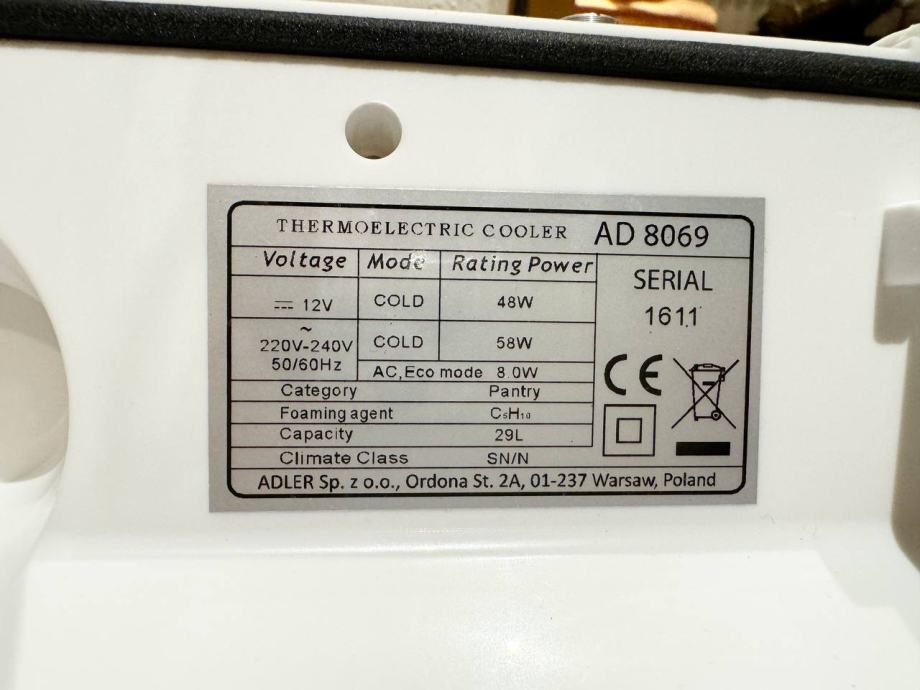 THERMOELECTRIC COOLER AD 8069
Voltage Mode Rating Power
⎓ 12V COLD 48W
~
220V-240V COLD 58W
50/60Hz AC,Eco mode 8.0W
Category Pantry
Foaming agent C₅H₁₀
Capacity 29L
Climate Class SN/N
SERIAL
1611
CE
ADLER Sp. z o.o., Ordona St. 2A, 01-237 Warsaw, Poland